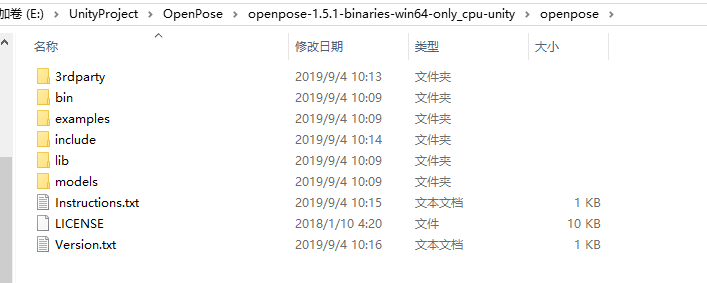 加卷 (E:) > UnityProject > OpenPose > openpose-1.5.1-binaries-win64-only_cpu-unity > openpose >
名称 修改日期 类型 大小
3rdparty 2019/9/4 10:13 文件夹
bin 2019/9/4 10:09 文件夹
examples 2019/9/4 10:09 文件夹
include 2019/9/4 10:14 文件夹
lib 2019/9/4 10:09 文件夹
models 2019/9/4 10:09 文件夹
Instructions.txt 2019/9/4 10:15 文本文档 1 KB
LICENSE 2018/1/10 4:20 文件 10 KB
Version.txt 2019/9/4 10:16 文本文档 1 KB